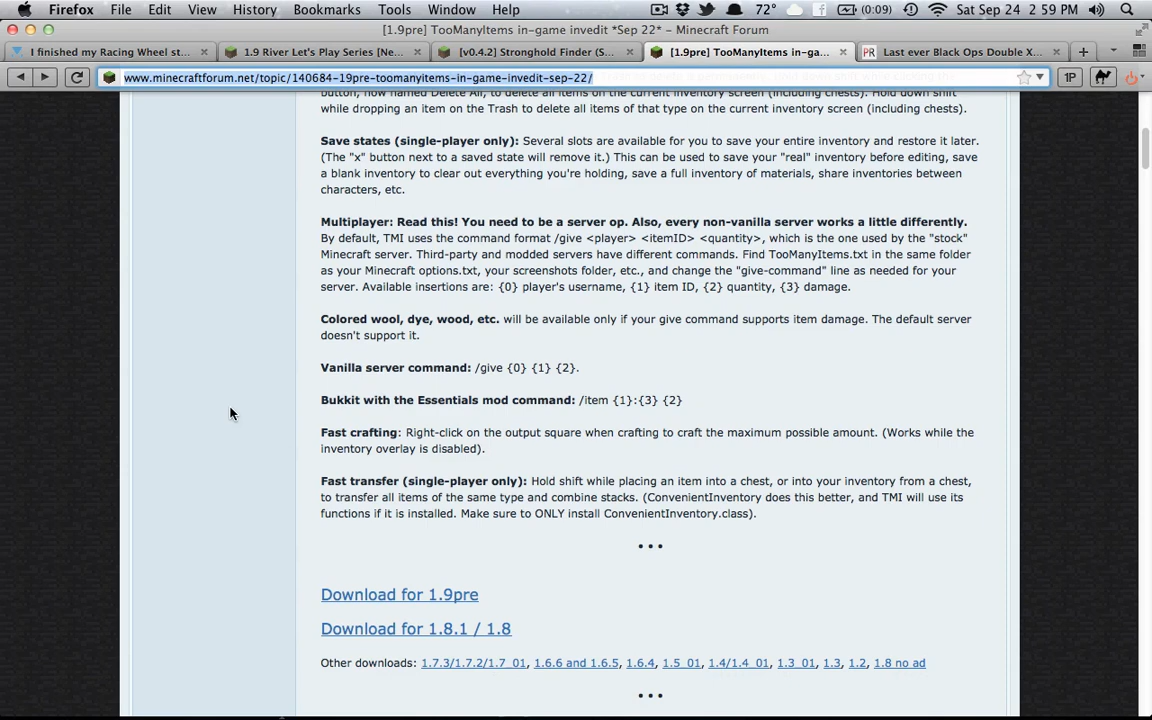 Firefox File Edit View History Bookmarks Tools Window Help 72° (0:09) Sat Sep 24 2:59 PM
[1.9pre] TooManyItems in-game invedit *Sep 22* - Minecraft Forum
I finished my Racing Wheel st... 1.9 River Let's Play Series [Ne... [v0.4.2] Stronghold Finder (S... [1.9pre] TooManyItems in-ga... PR Last ever Black Ops Double X...
www.minecraftforum.net/topic/140684-19pre-toomanyitems-in-game-invedit-sep-22/ 1P
button, now named Delete All, to delete all items on the current inventory screen (including chests). Hold down shift
while dropping an item on the Trash to delete all items of that type on the current inventory screen (including chests).
Save states (single-player only): Several slots are available for you to save your entire inventory and restore it later.
(The "x" button next to a saved state will remove it.) This can be used to save your "real" inventory before editing, save
a blank inventory to clear out everything you're holding, save a full inventory of materials, share inventories between
characters, etc.
Multiplayer: Read this! You need to be a server op. Also, every non-vanilla server works a little differently.
By default, TMI uses the command format /give <player> <itemID> <quantity>, which is the one used by the "stock"
Minecraft server. Third-party and modded servers have different commands. Find TooManyItems.txt in the same folder
as your Minecraft options.txt, your screenshots folder, etc., and change the "give-command" line as needed for your
server. Available insertions are: {0} player's username, {1} item ID, {2} quantity, {3} damage.
Colored wool, dye, wood, etc. will be available only if your give command supports item damage. The default server
doesn't support it.
Vanilla server command: /give {0} {1} {2}.
Bukkit with the Essentials mod command: /item {1}:{3} {2}
Fast crafting: Right-click on the output square when crafting to craft the maximum possible amount. (Works while the
inventory overlay is disabled).
Fast transfer (single-player only): Hold shift while placing an item into a chest, or into your inventory from a chest,
to transfer all items of the same type and combine stacks. (ConvenientInventory does this better, and TMI will use its
functions if it is installed. Make sure to ONLY install ConvenientInventory.class).
• • •
Download for 1.9pre
Download for 1.8.1 / 1.8
Other downloads: 1.7.3/1.7.2/1.7_01, 1.6.6 and 1.6.5, 1.6.4, 1.5_01, 1.4/1.4_01, 1.3_01, 1.3, 1.2, 1.8 no ad
• • •